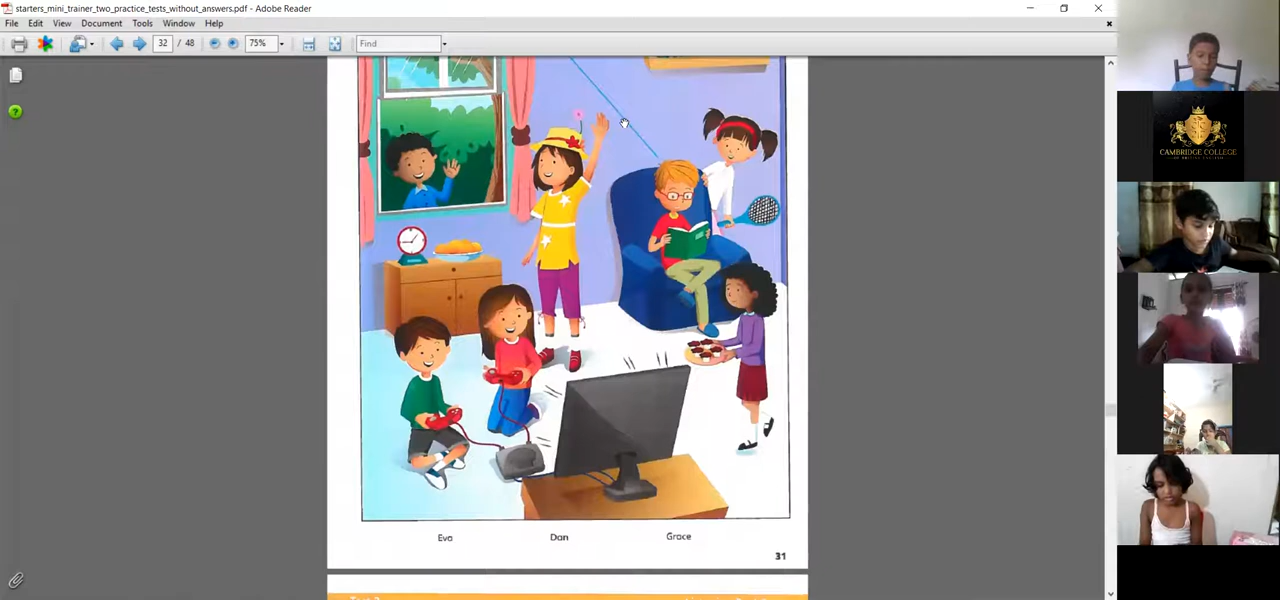 starters_mini_trainer_two_practice_tests_without_answers.pdf - Adobe Reader
File Edit View Document Tools Window Help
32 / 48 75% Find
CAMBRIDGE COLLEGE
Eva Dan Grace
31